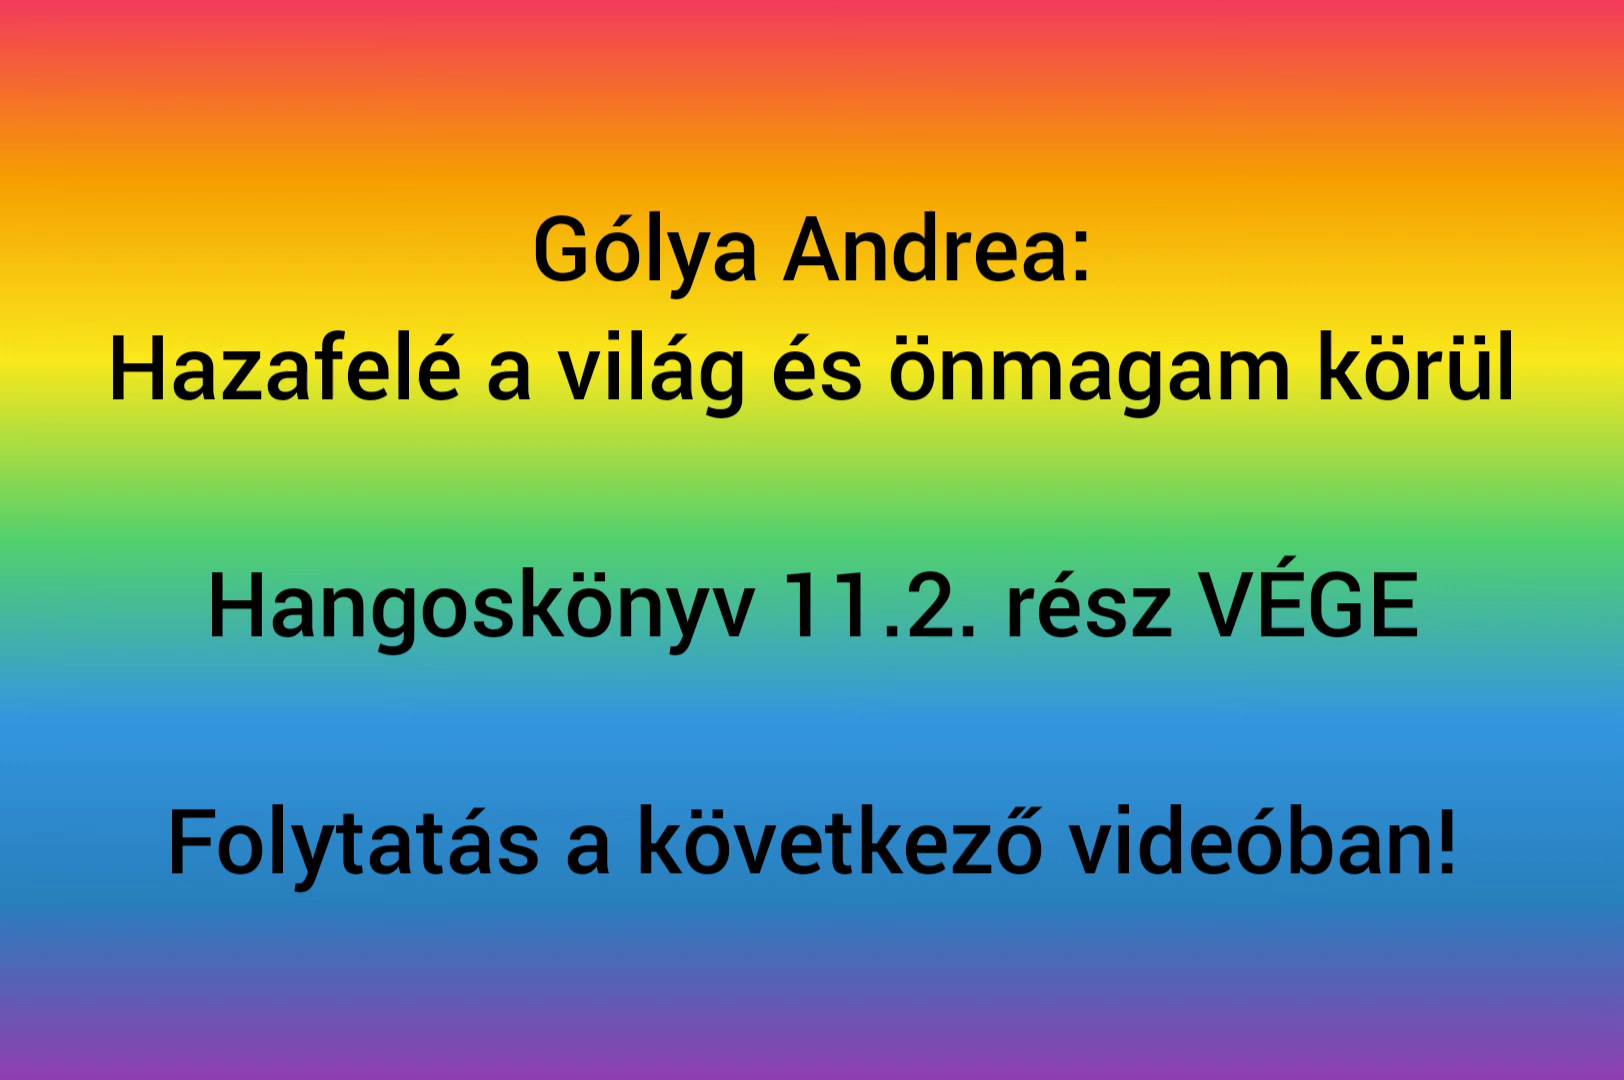 Gólya Andrea:
Hazafelé a világ és önmagam körül
Hangoskönyv 11.2. rész VÉGE
Folytatás a következő videóban!